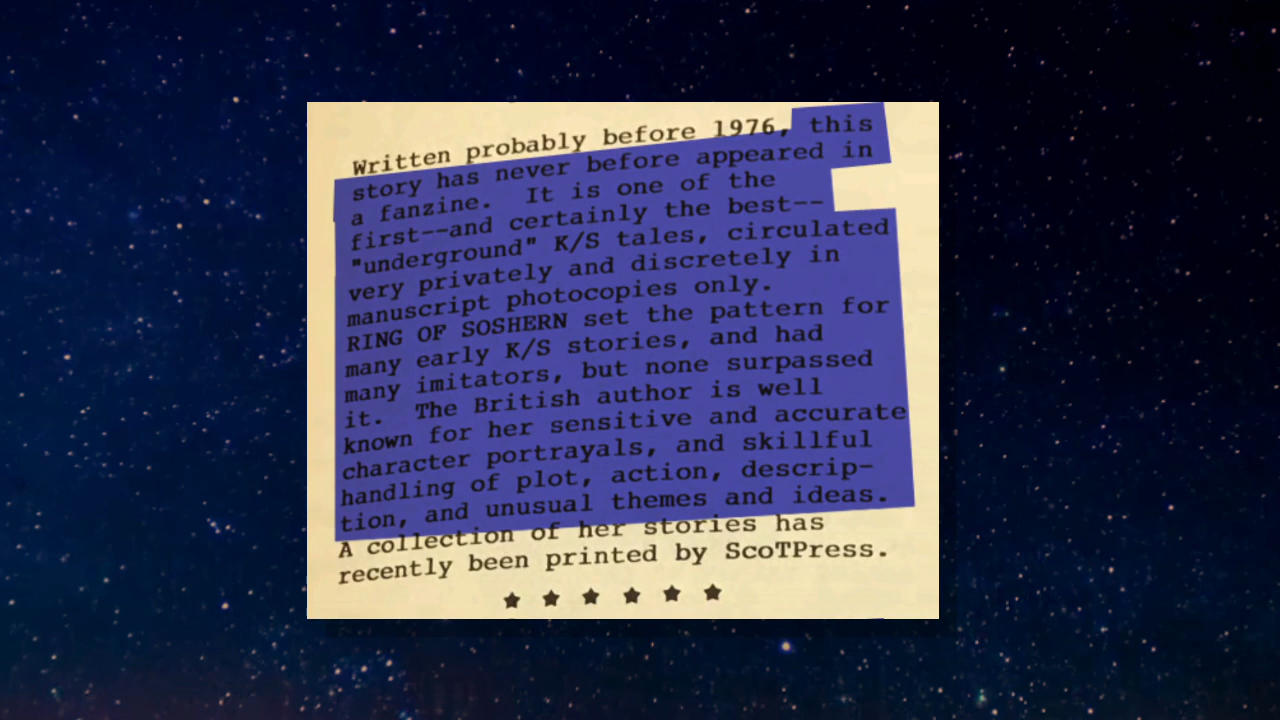 Written probably before 1976, this
story has never before appeared in
a fanzine. It is one of the
first--and certainly the best--
"underground" K/S tales, circulated
very privately and discretely in
manuscript photocopies only.
RING OF SOSHERN set the pattern for
many early K/S stories, and had
many imitators, but none surpassed
it. The British author is well
known for her sensitive and accurate
character portrayals, and skillful
handling of plot, action, descrip-
tion, and unusual themes and ideas.
A collection of her stories has
recently been printed by ScoTPress.